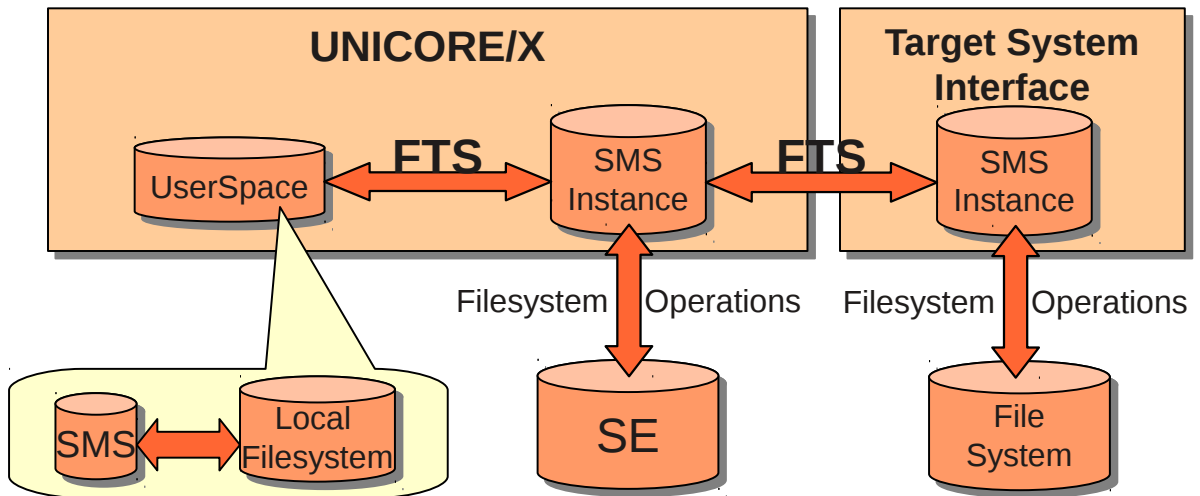 UNICORE/X
Target System
Interface
UserSpace
FTS
SMS
Instance
FTS
SMS
Instance
Filesystem
Operations
Filesystem
Operations
SMS
Local
Filesystem
SE
File
System